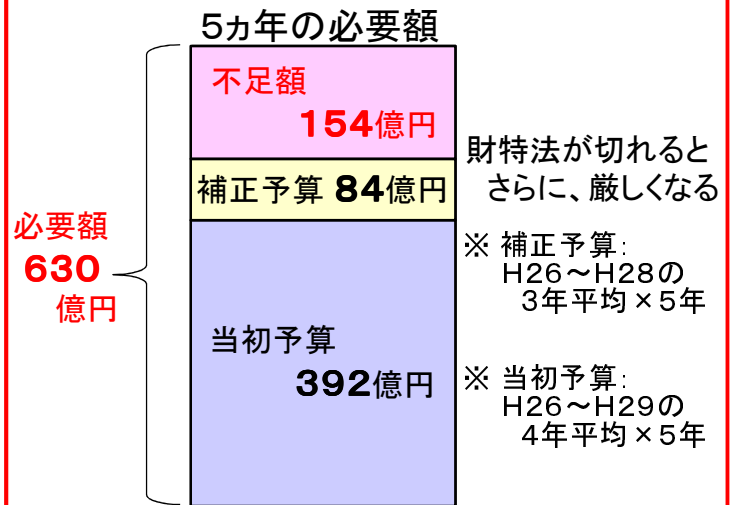 5ヵ年の必要額
不足額
154億円
補正予算 84億円
当初予算
392億円
必要額
630
億円
財特法が切れると
さらに、厳しくなる
※ 補正予算:
H26～H28の
3年平均×5年
※ 当初予算:
H26～H29の
4年平均×5年